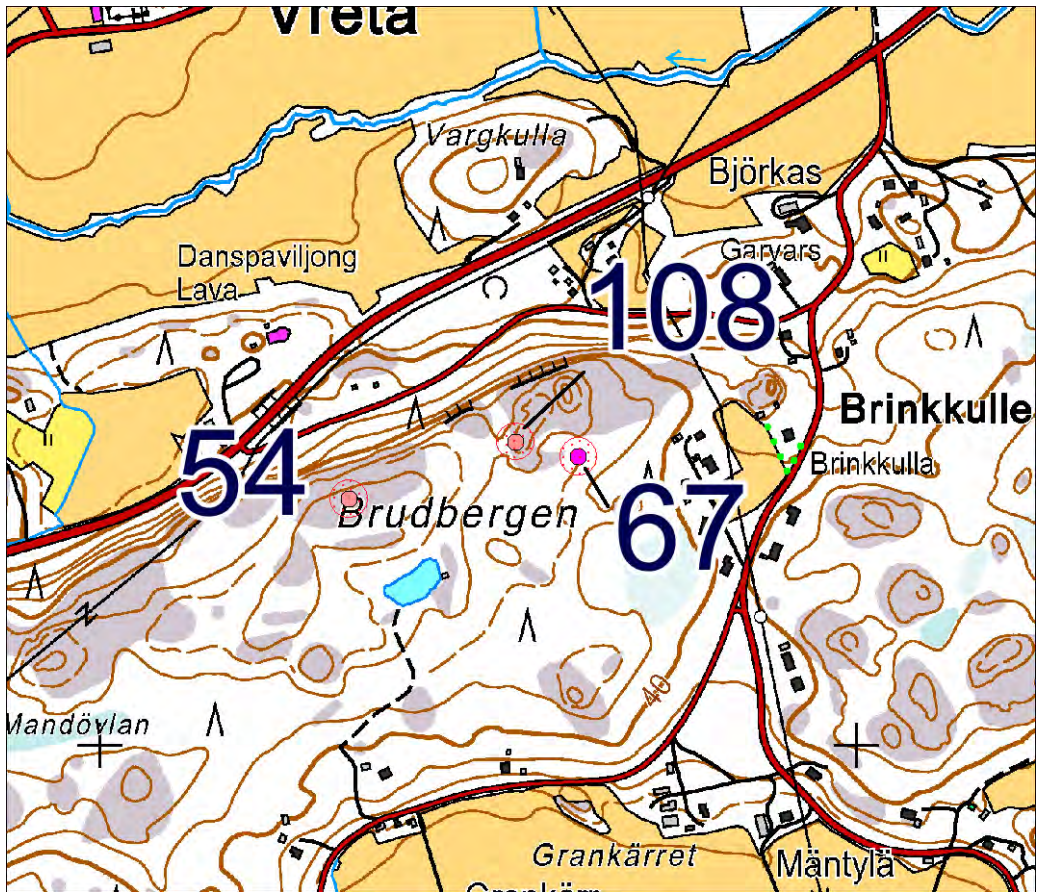 Vreta
Vargkulla
Björkas
Danspaviljong
Lava
Garvars
108
Brinkkulle
Brinkkulla
54
Brudbergen
67
40
Mandövlan
Grankärret
Mäntylä